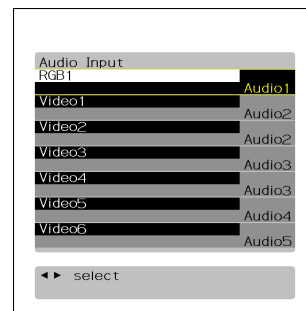 Audio Input
RGB1
Audio1
Video1
Audio2
Video2
Audio2
Video3
Audio3
Video4
Audio3
Video5
Audio4
Video6
Audio5
◄► select